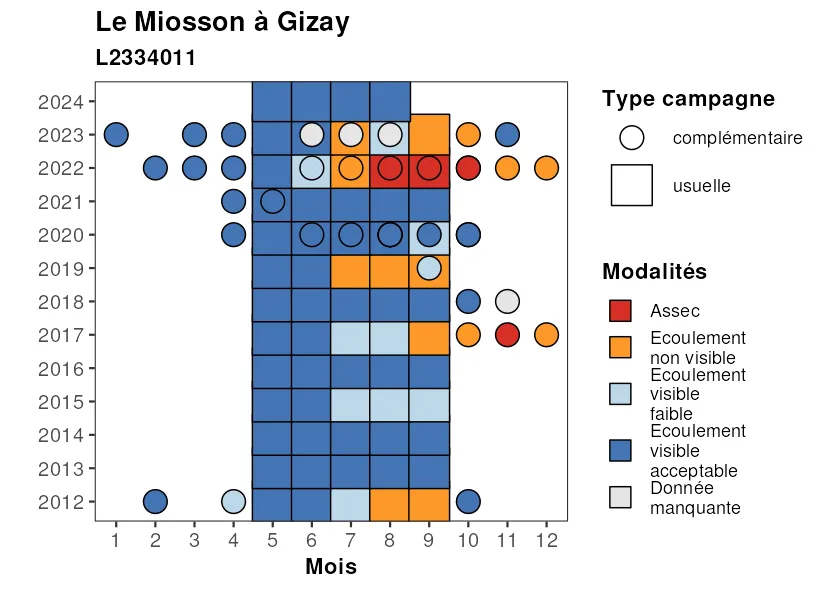 Le Miosson à Gizay
L2334011
2024
2023
2022
2021
2020
2019
2018
2017
2016
2015
2014
2013
2012
1 2 3 4 5 6 7 8 9 10 11 12
Mois
Type campagne
complémentaire
usuelle
Modalités
Assec
Ecoulement
non visible
Ecoulement
visible
faible
Ecoulement
visible
acceptable
Donnée
manquante